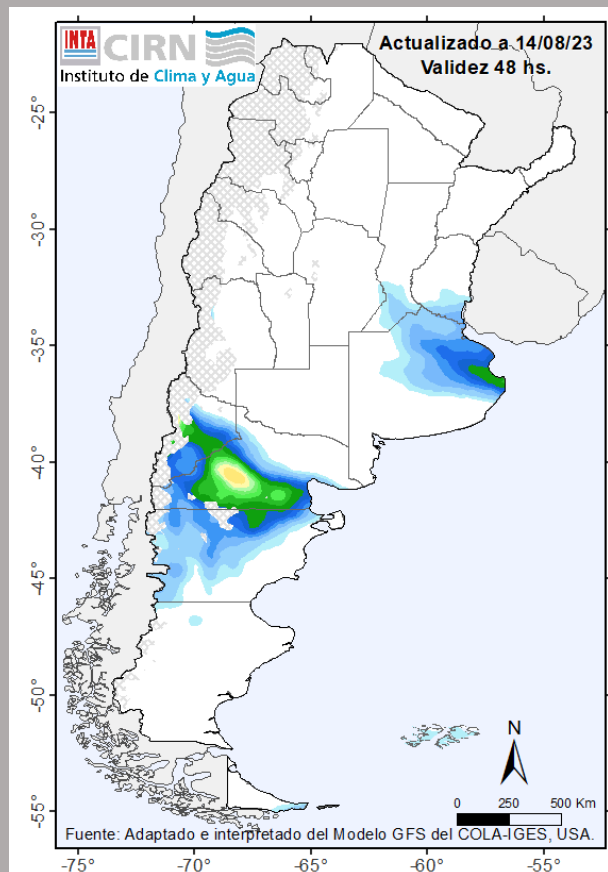 INTA CIRN
Instituto de Clima y Agua
Actualizado a 14/08/23
Validez 48 hs.
-25°
-30°
-35°
-40°
-45°
-50°
-55°
N
0 250 500 Km
Fuente: Adaptado e interpretado del Modelo GFS del COLA-IGES, USA.
-75° -70° -65° -60° -55°